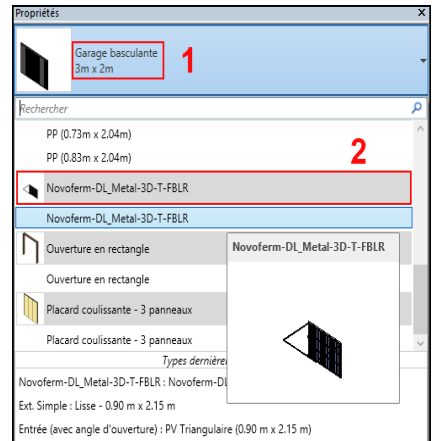 Propriétés
X
Garage basculante
3m x 2m
1
Rechercher
PP (0.73m x 2.04m)
PP (0.83m x 2.04m)
2
Novoferm-DL_Metal-3D-T-FBLR
Novoferm-DL_Metal-3D-T-FBLR
Ouverture en rectangle
Novoferm-DL_Metal-3D-T-FBLR
Ouverture en rectangle
Placard coulissante - 3 panneaux
Placard coulissante - 3 panneaux
Types
Novoferm-DL_Metal-3D-T-FBLR : Novoferm-DL
Ext. Simple : Lisse - 0.90 m x 2.15 m
Entrée (avec angle d'ouverture) : PV Triangulaire (0.90 m x 2.15 m)